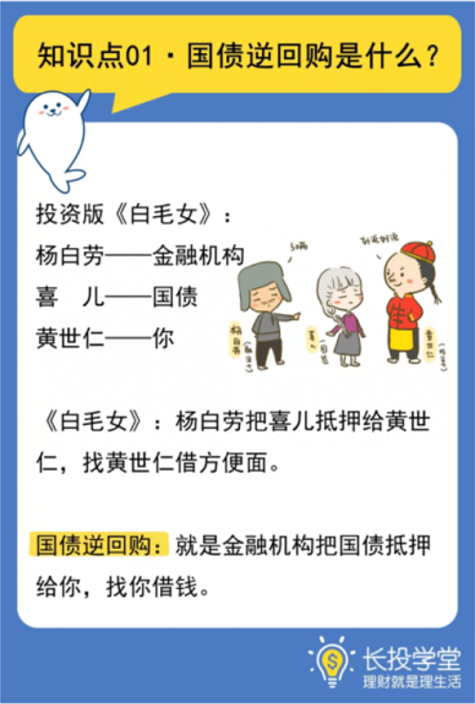 知识点01·国债逆回购是什么？
投资版《白毛女》：
杨白劳——金融机构
喜 儿——国债
黄世仁——你
50两
好说好说
杨白劳
喜儿
黄世仁
《白毛女》：杨白劳把喜儿抵押给黄世
仁，找黄世仁借方便面。
国债逆回购：就是金融机构把国债抵押
给你，找你借钱。
长投学堂
理财就是理生活